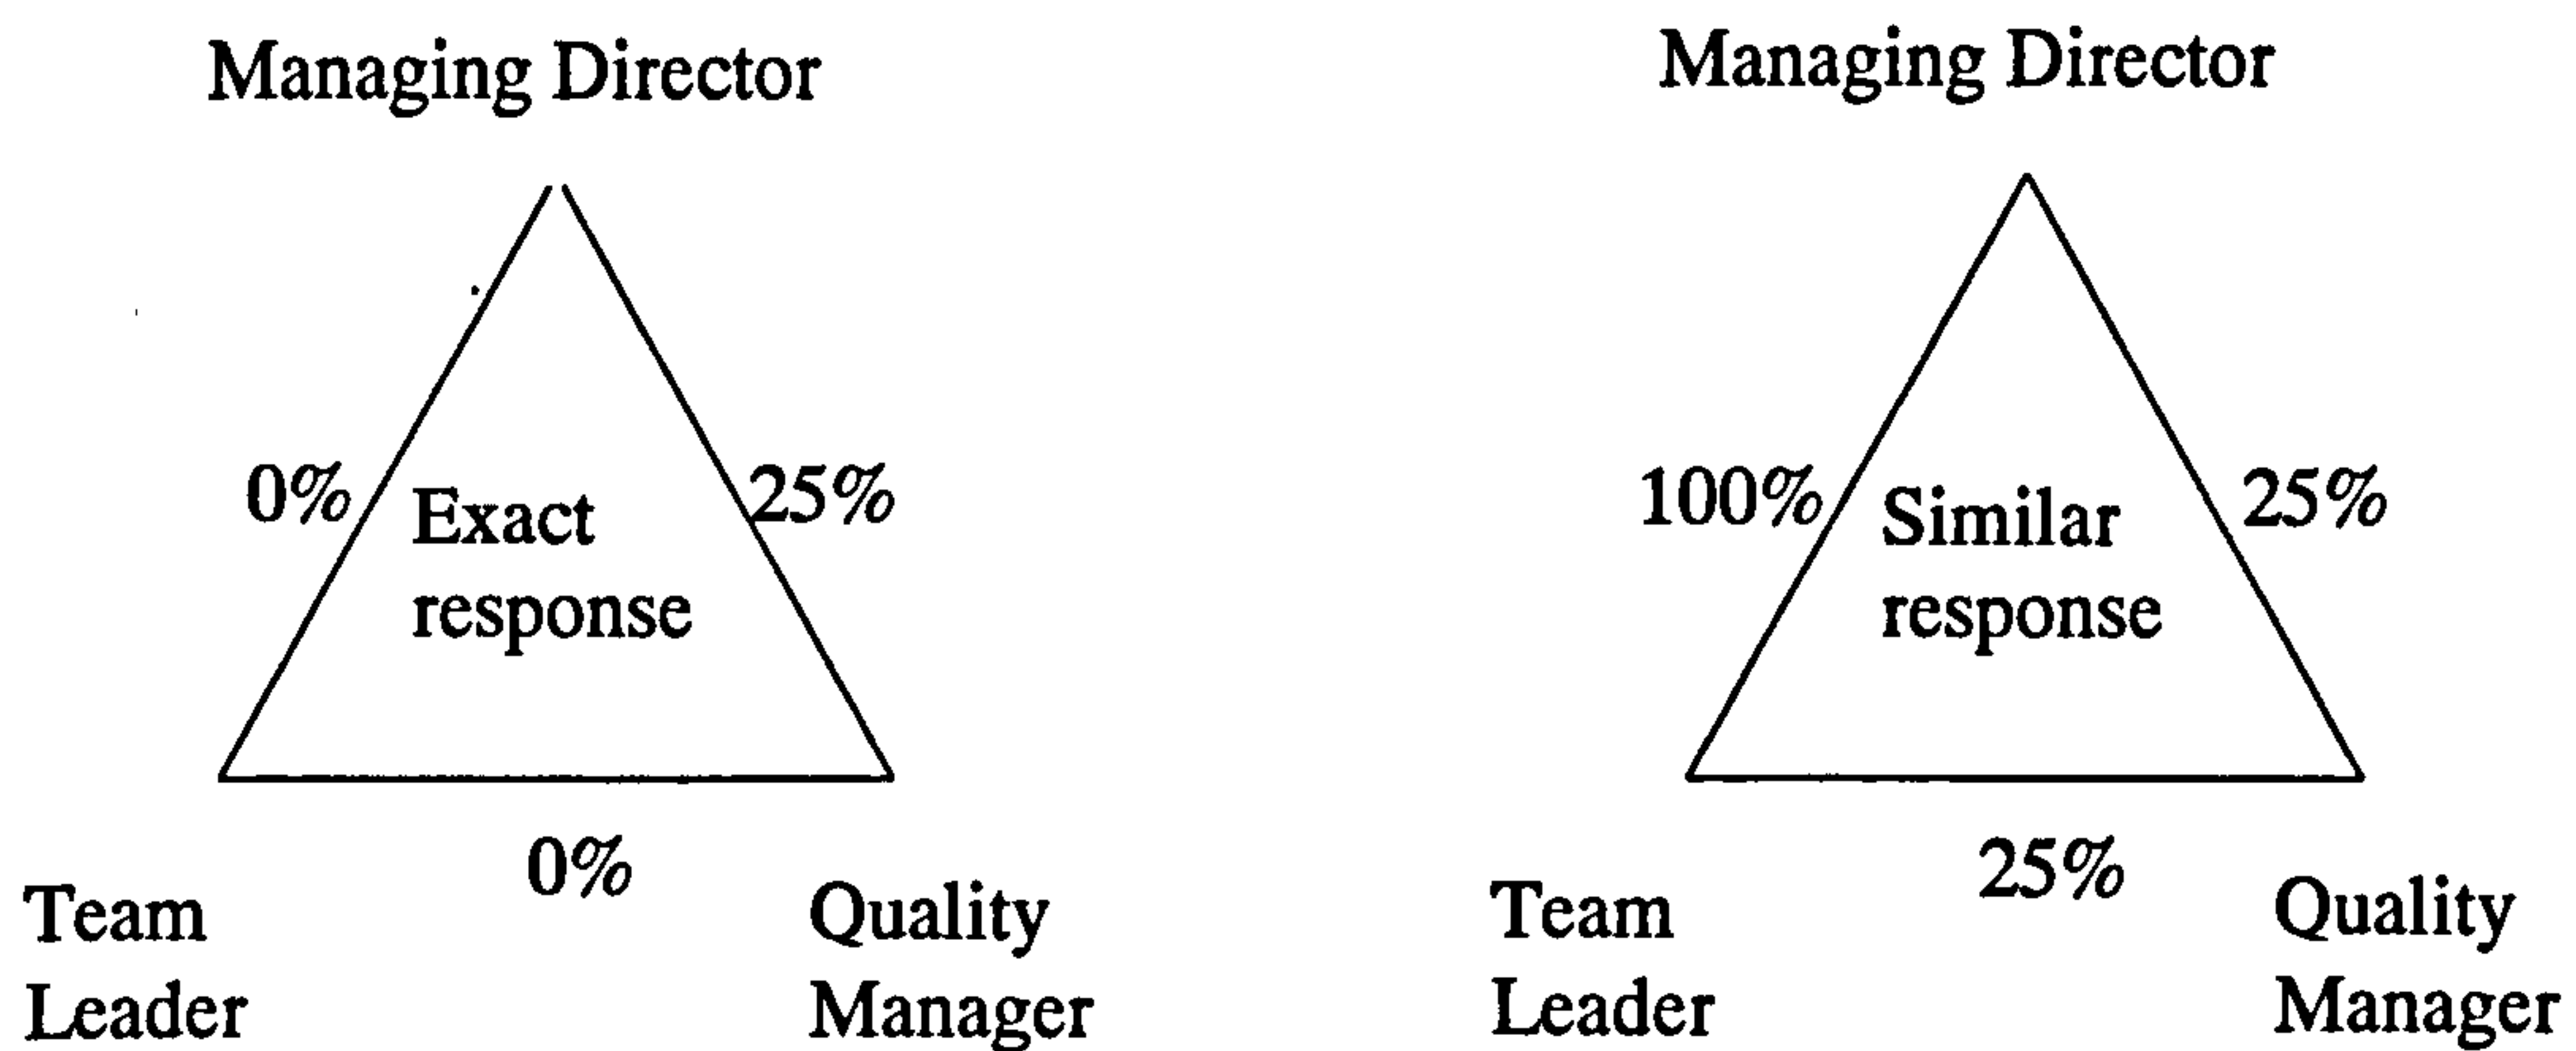 Managing Director
0%
Exact
response
25%
0%
Team
Leader
Quality
Manager
Managing Director
100%
Similar
response
25%
25%
Team
Leader
Quality
Manager